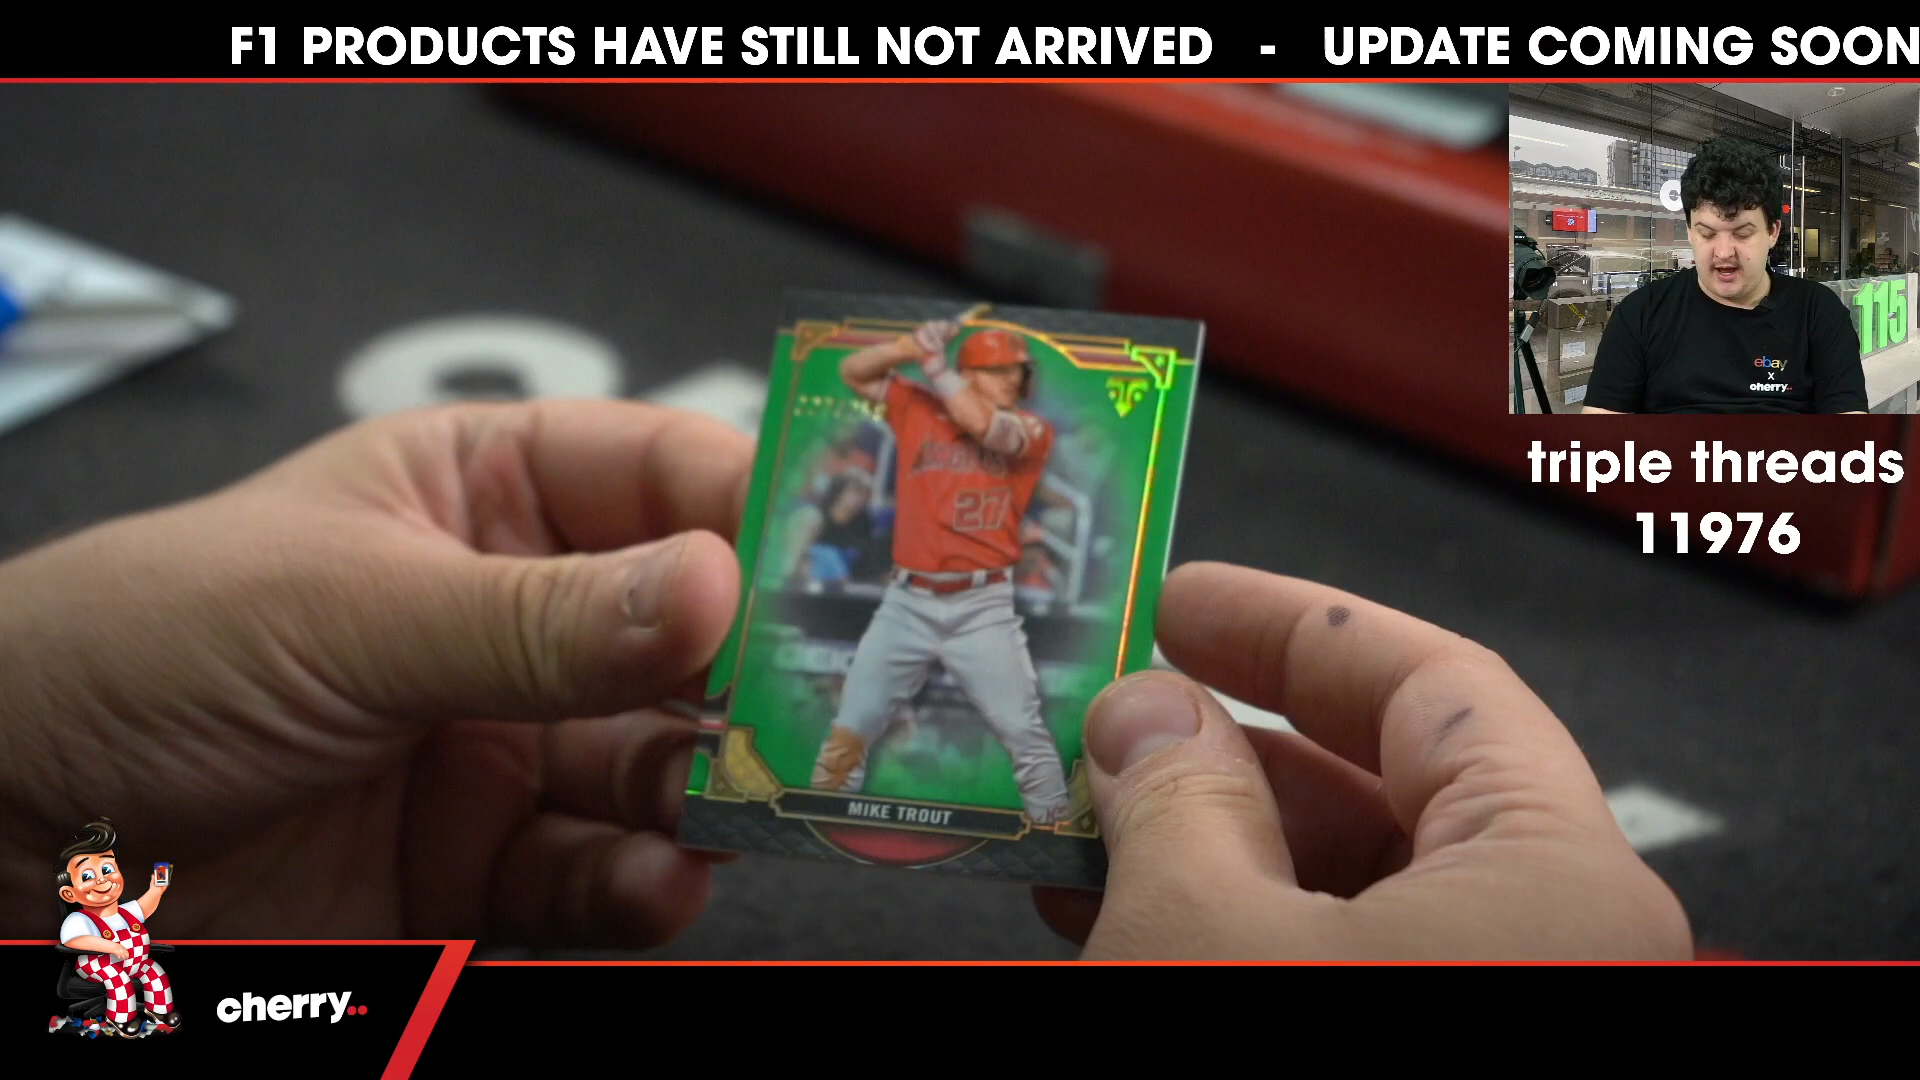 F1 PRODUCTS HAVE STILL NOT ARRIVED - UPDATE COMING SOON
115
ebay
x
cherry..
triple threads
11976
27
MIKE TROUT
cherry..